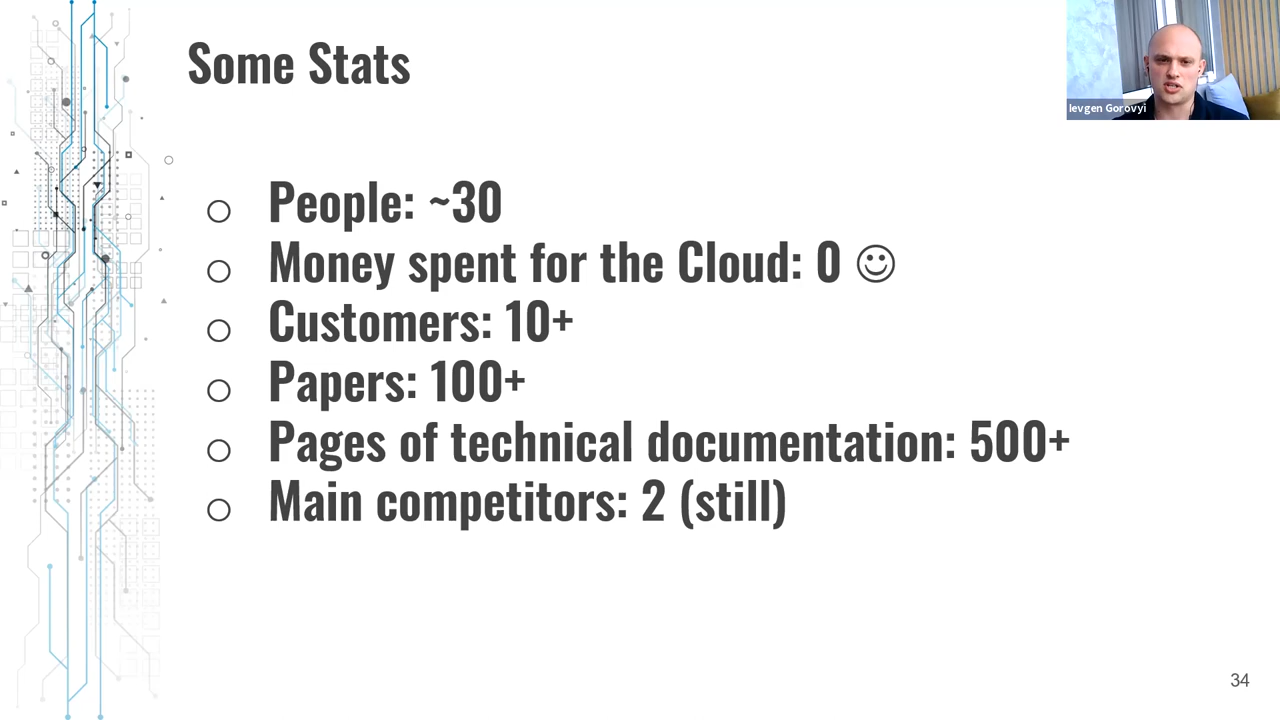 Some Stats
Ievgen Gorovyi
People: ~30
Money spent for the Cloud: 0 ☺
Customers: 10+
Papers: 100+
Pages of technical documentation: 500+
Main competitors: 2 (still)
34